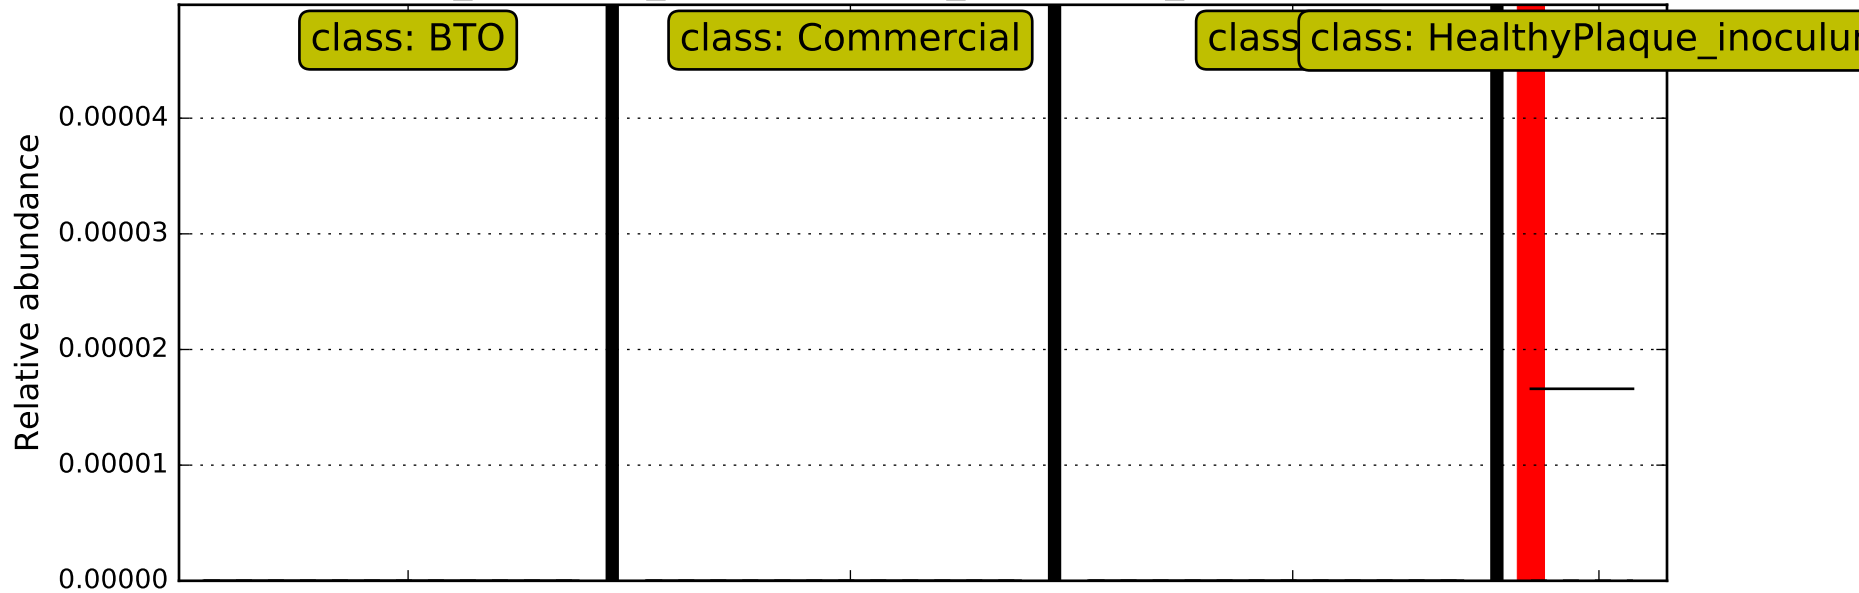 class: BTO
class: Commercial
class
class: HealthyPlaque_inoculu
0.00004
0.00003
0.00002
0.00001
0.00000
Relative abundance